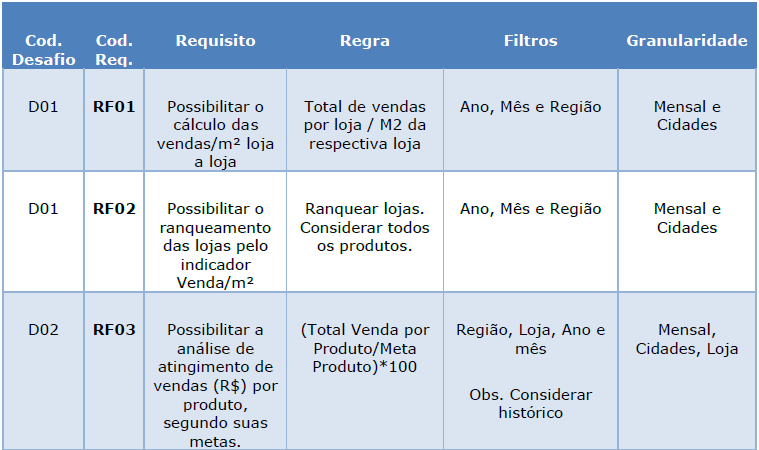 Cod. Desafio
Cod. Req.
Requisito
Regra
Filtros
Granularidade
D01
RF01
Possibilitar o
cálculo das
vendas/m² loja
a loja
Total de vendas
por loja / M2 da
respectiva loja
Ano, Mês e Região
Mensal e
Cidades
D01
RF02
Possibilitar o
ranqueamento
das lojas pelo
indicador
Venda/m²
Ranquear lojas.
Considerar todos
os produtos.
Ano, Mês e Região
Mensal e
Cidades
D02
RF03
Possibilitar a
análise de
atingimento de
vendas (R$) por
produto,
segundo suas
metas.
(Total Venda por
Produto/Meta
Produto)*100
Região, Loja, Ano e
mês
Obs. Considerar
histórico
Mensal,
Cidades, Loja